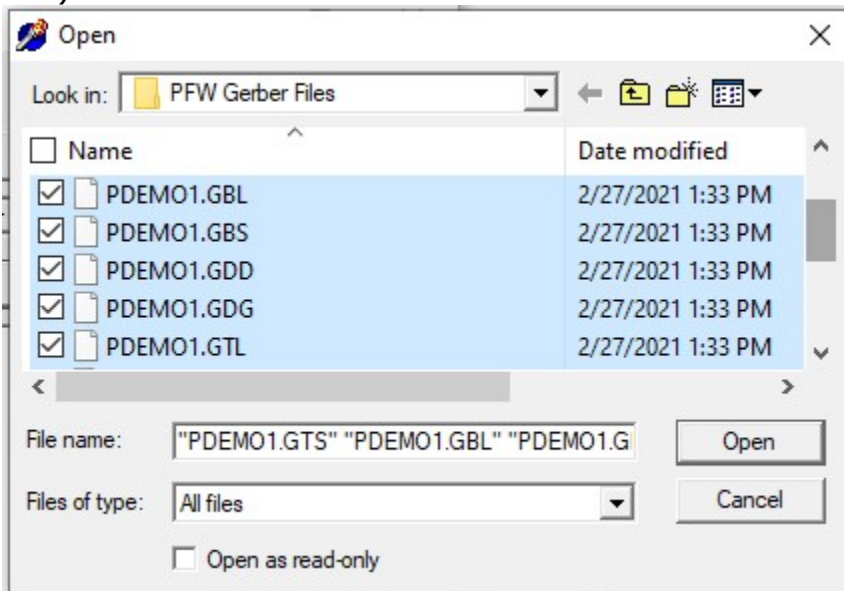 Open
Look in: PFW Gerber Files
Name Date modified
PDEMO1.GBL 2/27/2021 1:33 PM
PDEMO1.GBS 2/27/2021 1:33 PM
PDEMO1.GDD 2/27/2021 1:33 PM
PDEMO1.GDG 2/27/2021 1:33 PM
PDEMO1.GTL 2/27/2021 1:33 PM
File name: "PDEMO1.GTS" "PDEMO1.GBL" "PDEMO1.G Open
Files of type: All files Cancel
Open as read-only